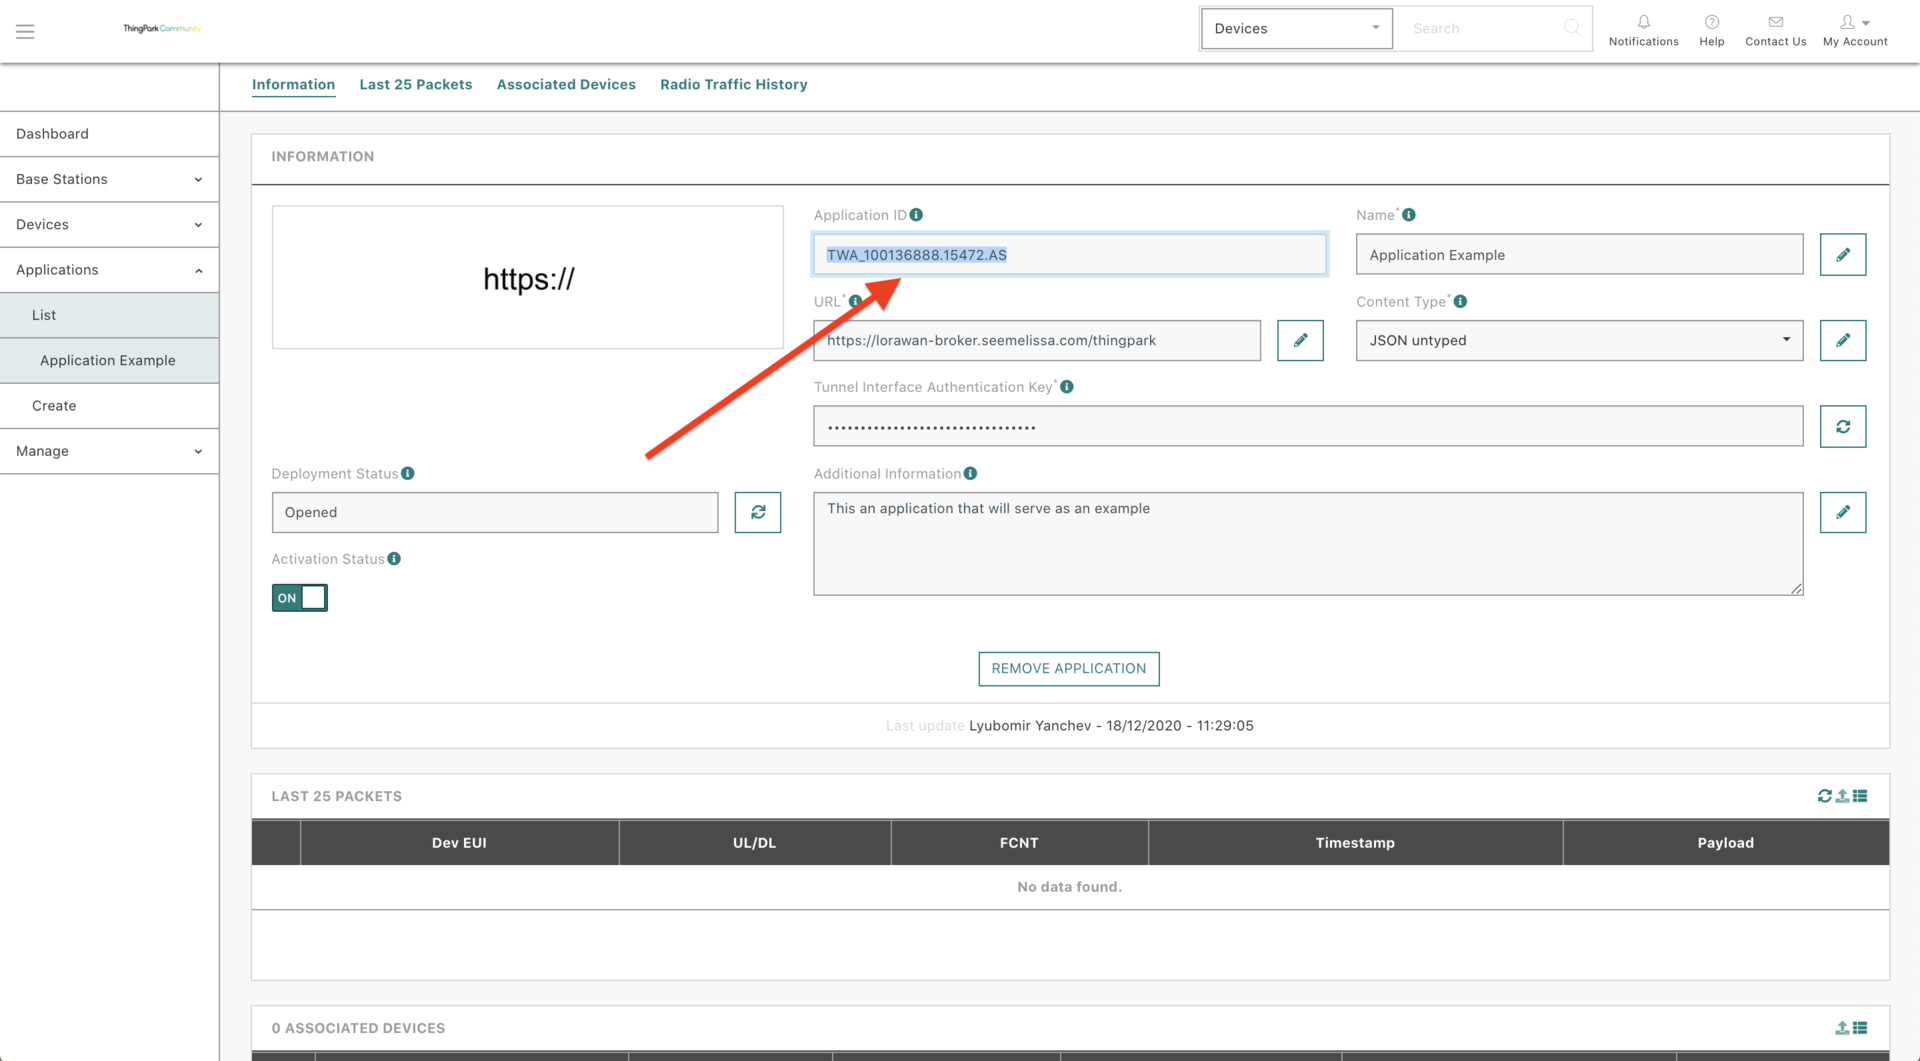 ThingPark Community
Devices
Search
Notifications
Help
Contact Us
My Account
Information
Last 25 Packets
Associated Devices
Radio Traffic History
Dashboard
Base Stations
Devices
Applications
List
Application Example
Create
Manage
INFORMATION
https://
Application ID
TWA_100136888.15472.AS
Name*
Application Example
URL*
https://lorawan-broker.seemelissa.com/thingpark
Content Type*
JSON untyped
Tunnel Interface Authentication Key*
••••••••••••••••••••••••••••••••
Deployment Status
Opened
Activation Status
ON
Additional Information
This an application that will serve as an example
REMOVE APPLICATION
Last update Lyubomir Yanchev - 18/12/2020 - 11:29:05
LAST 25 PACKETS
Dev EUI
UL/DL
FCNT
Timestamp
Payload
No data found.
0 ASSOCIATED DEVICES